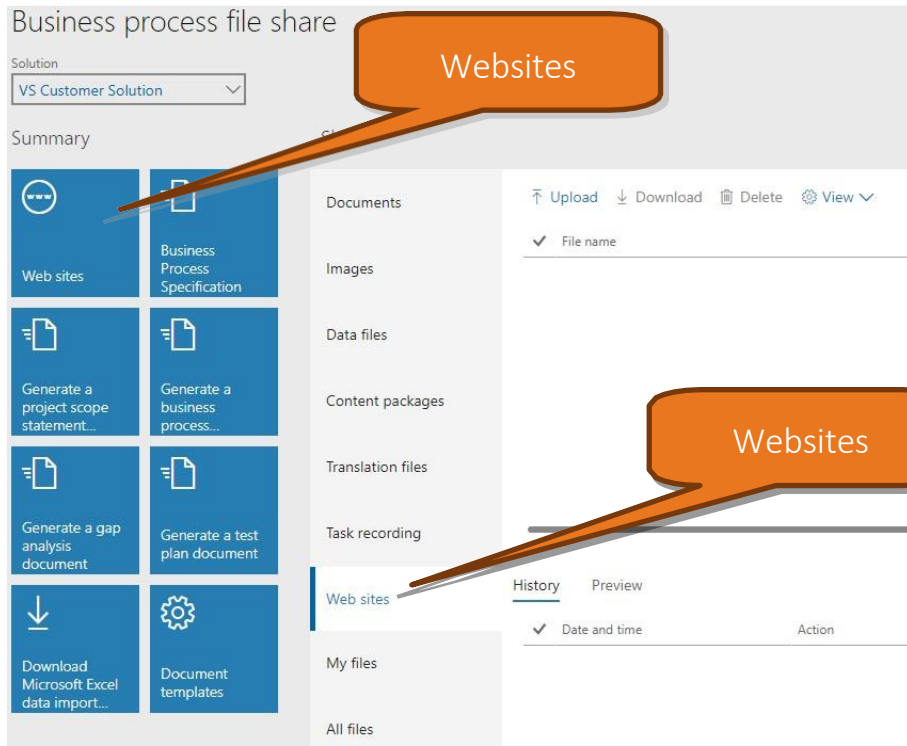 Business process file share
Websites
Solution
VS Customer Solution
Summary
www
Web sites
Business
Process
Specification
Generate a
project scope
statement...
Generate a
business
process...
Generate a gap
analysis
document
Generate a test
plan document
Download
Microsoft Excel
data import...
Document
templates
Documents
Images
Data files
Content packages
Translation files
Task recording
Web sites
My files
All files
Upload Download Delete View
File name
Websites
History Preview
Date and time Action